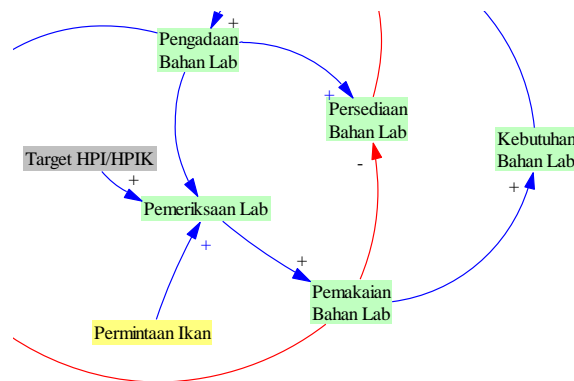 +
Pengadaan
Bahan Lab
+
Persediaan
Bahan Lab
Kebutuhan
Bahan Lab
Target HPI/HPIK
-
+
+
Pemeriksaan Lab
+
+
Pemakaian
Bahan Lab
Permintaan Ikan